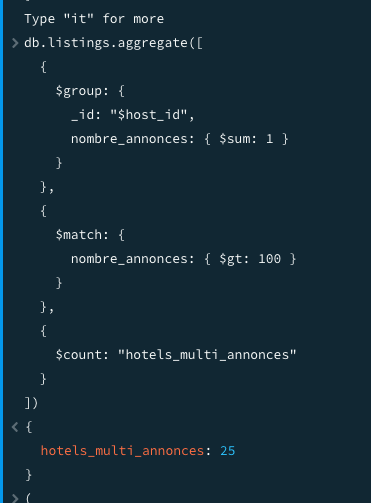 Type "it" for more
> db.listings.aggregate([
  {
    $group: {
      _id: "$host_id",
      nombre_annonces: { $sum: 1 }
    }
  },
  {
    $match: {
      nombre_annonces: { $gt: 100 }
    }
  },
  {
    $count: "hotels_multi_annonces"
  }
])
< {
  hotels_multi_annonces: 25
}
> (